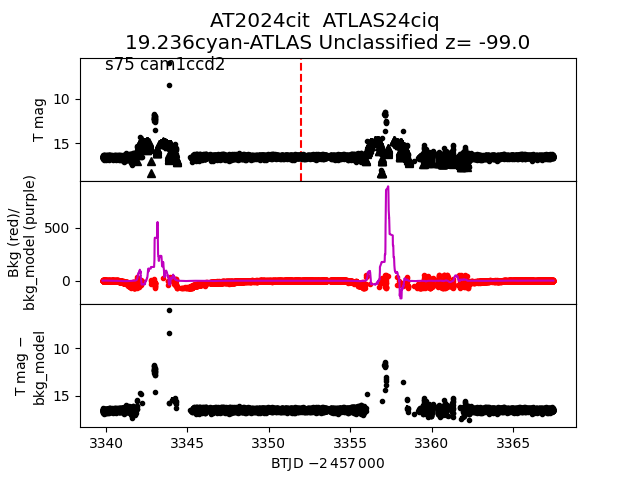 AT2024cit  ATLAS24ciq
19.236cyan-ATLAS Unclassified z= -99.0
s75 cam1ccd2
T mag
10
15
Bkg (red)/
bkg_model (purple)
500
0
T mag −
bkg_model
10
15
3340 3345 3350 3355 3360 3365
BTJD −2 457 000